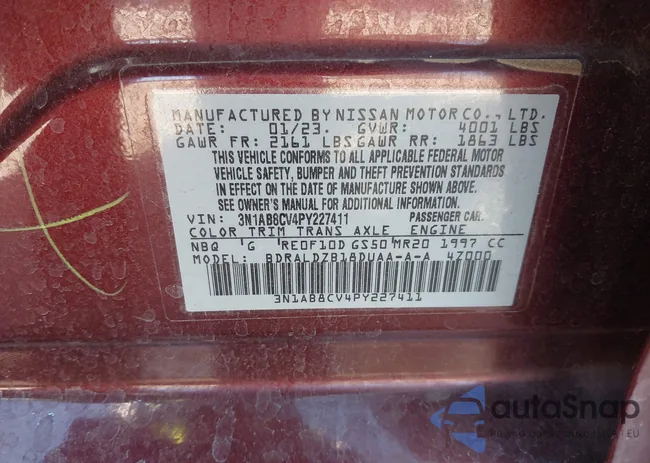 MANUFACTURED BY NISSAN MOTOR CO., LTD.
DATE: 01/23. GVWR: 4001 LBS
GAWR FR: 2161 LBS GAWR RR: 1863 LBS
THIS VEHICLE CONFORMS TO ALL APPLICABLE FEDERAL MOTOR
VEHICLE SAFETY, BUMPER AND THEFT PREVENTION STANDARDS
IN EFFECT ON THE DATE OF MANUFACTURE SHOWN ABOVE.
SEE OWNER'S MANUAL FOR ADDITIONAL INFORMATION.
VIN: 3N1AB8CV4PY227411 PASSENGER CAR.
COLOR TRIM TRANS AXLE ENGINE
NBQ G RE0F10D GS50 MR20 1997 CC
MODEL: BDRALDZB18DUAA-A-A 4Z000
3N1AB8CV4PY227411
autoSnap